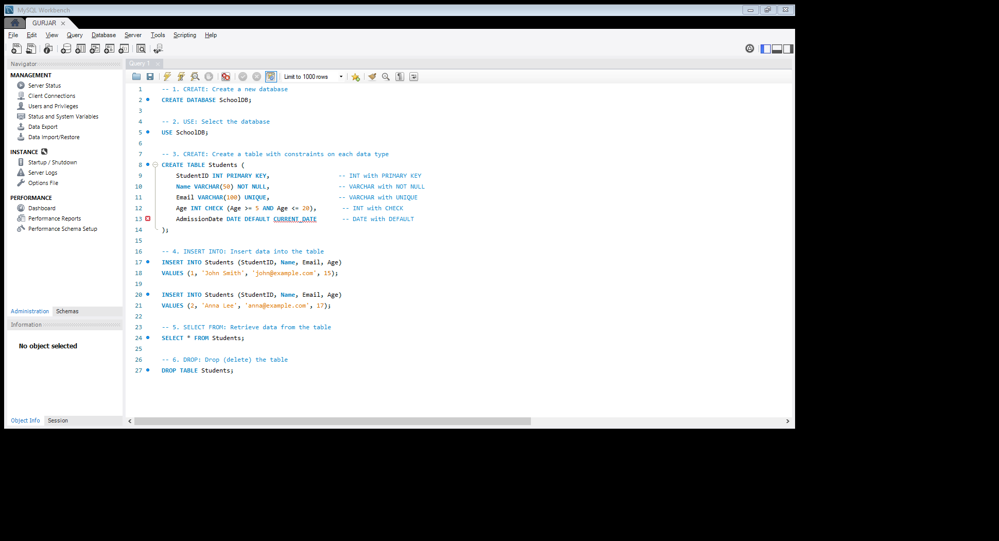 MySQL Workbench
GURJAR
File Edit View Query Database Server Tools Scripting Help
Navigator
MANAGEMENT
Server Status
Client Connections
Users and Privileges
Status and System Variables
Data Export
Data Import/Restore
INSTANCE
Startup / Shutdown
Server Logs
Options File
PERFORMANCE
Dashboard
Performance Reports
Performance Schema Setup
Administration Schemas
Information
No object selected
Object Info Session
Query 1
Limit to 1000 rows
1 -- 1. CREATE: Create a new database
2 CREATE DATABASE SchoolDB;
3
4 -- 2. USE: Select the database
5 USE SchoolDB;
6
7 -- 3. CREATE: Create a table with constraints on each data type
8 CREATE TABLE Students (
9 StudentID INT PRIMARY KEY, -- INT with PRIMARY KEY
10 Name VARCHAR(50) NOT NULL, -- VARCHAR with NOT NULL
11 Email VARCHAR(100) UNIQUE, -- VARCHAR with UNIQUE
12 Age INT CHECK (Age >= 5 AND Age <= 20), -- INT with CHECK
13 AdmissionDate DATE DEFAULT CURRENT_DATE -- DATE with DEFAULT
14 );
15
16 -- 4. INSERT INTO: Insert data into the table
17 INSERT INTO Students (StudentID, Name, Email, Age)
18 VALUES (1, 'John Smith', 'john@example.com', 15);
19
20 INSERT INTO Students (StudentID, Name, Email, Age)
21 VALUES (2, 'Anna Lee', 'anna@example.com', 17);
22
23 -- 5. SELECT FROM: Retrieve data from the table
24 SELECT * FROM Students;
25
26 -- 6. DROP: Drop (delete) the table
27 DROP TABLE Students;